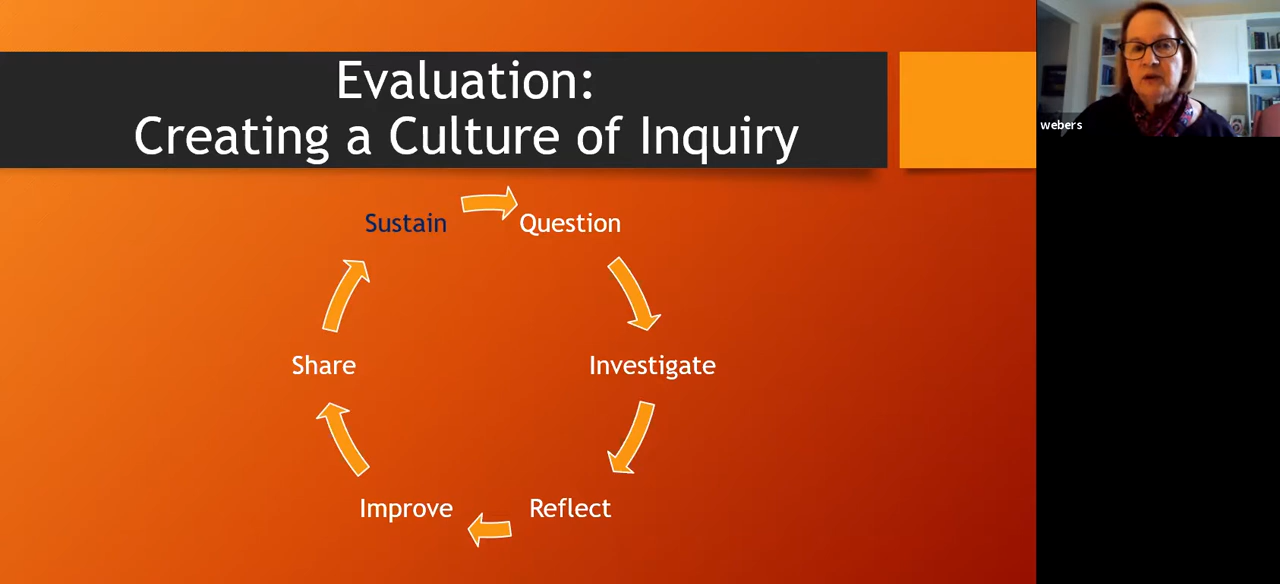 Evaluation:
Creating a Culture of Inquiry
webers
Sustain
Question
Share
Investigate
Improve
Reflect